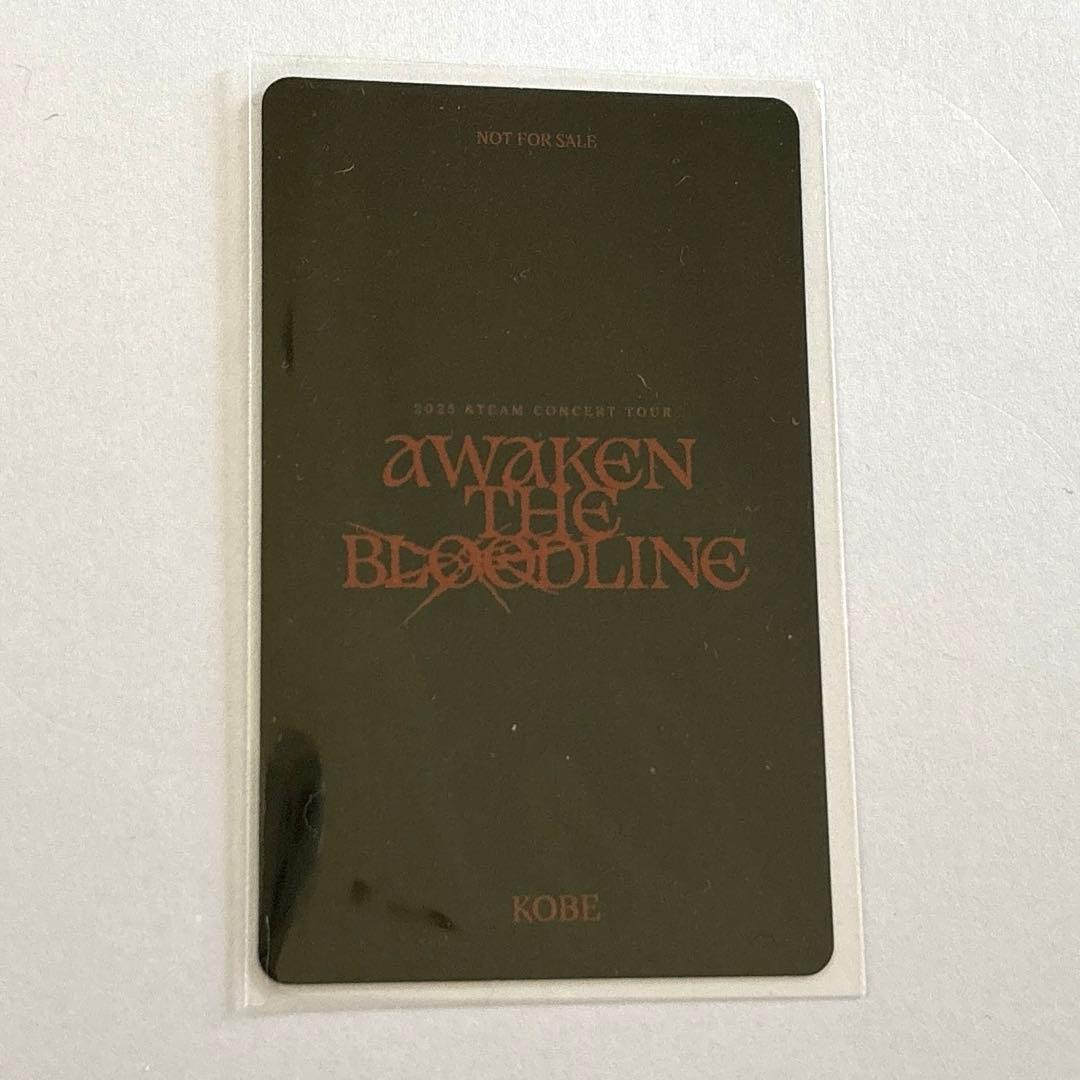 NOT FOR SALE
2025 &TEAM CONCERT TOUR
AWAKEN
THE
BLOODLINE
KOBE